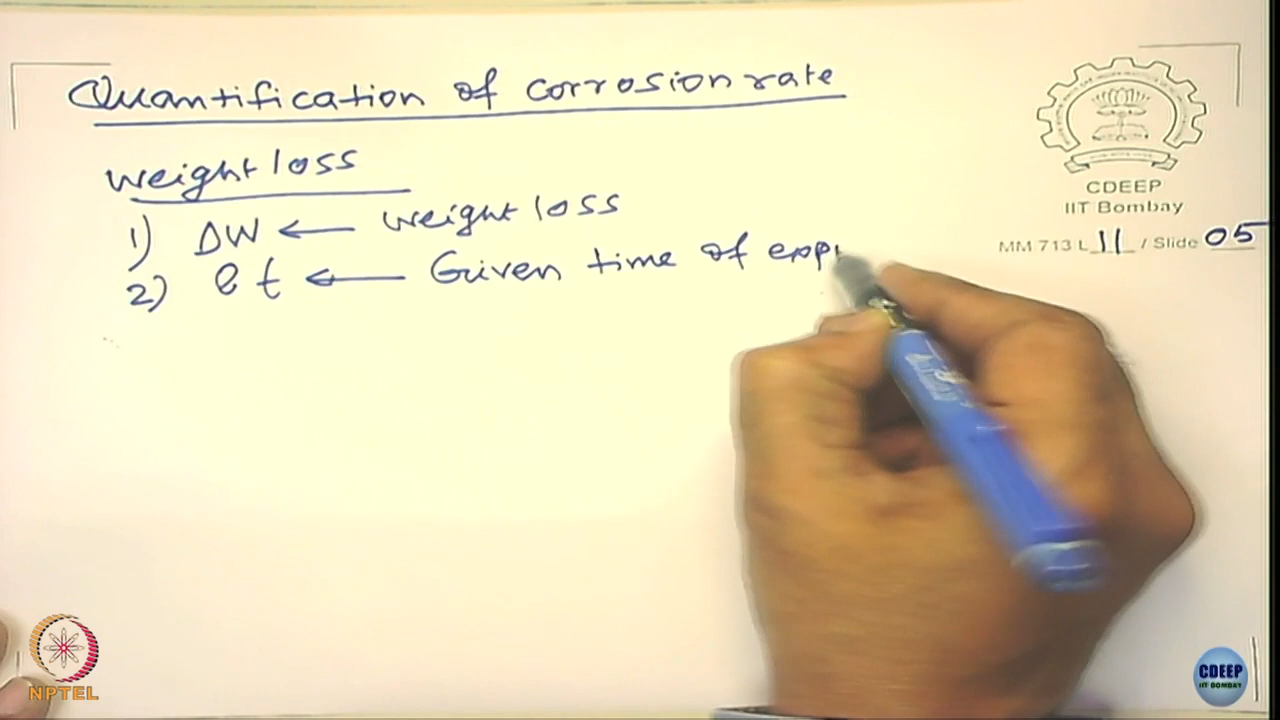 Quantification of corrosion rate
weight loss
1) ΔW ← weight loss
2) @ t ← Given time of exp
CDEEP
IIT Bombay
MM 713 L 11 / Slide 05
NPTEL
CDEEP
IIT BOMBAY